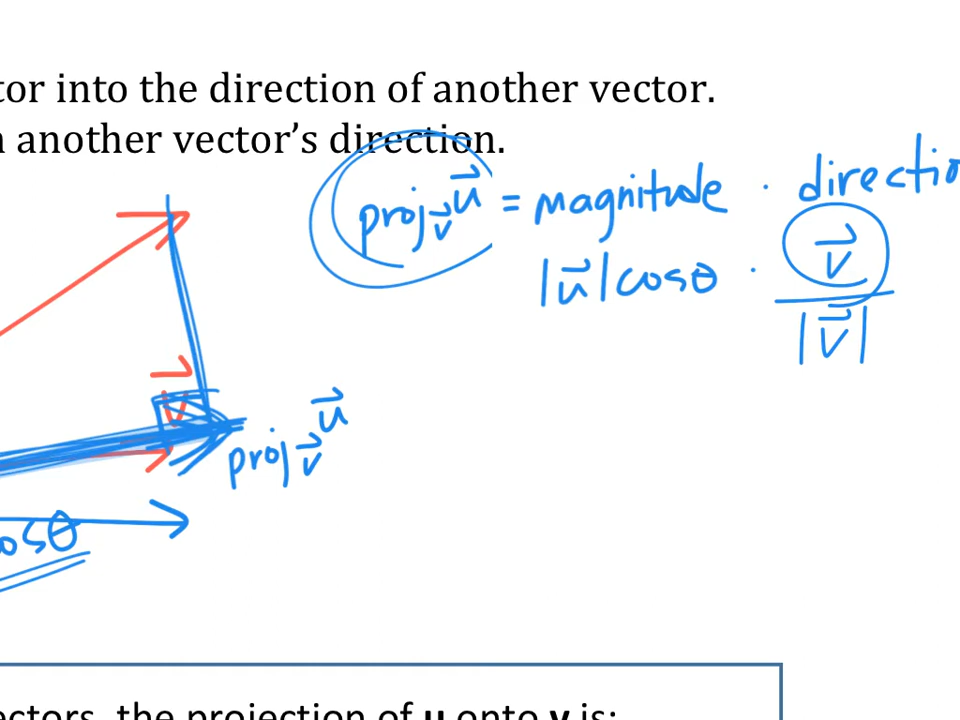 tor into the direction of another vector.
n another vector's direction.
proj_v⃗ u⃗ = magnitude · directio
|u⃗|cosθ · v⃗ / |v⃗|
v⃗
proj_v⃗ u⃗
osθ
ectors, the projection of u onto v is: